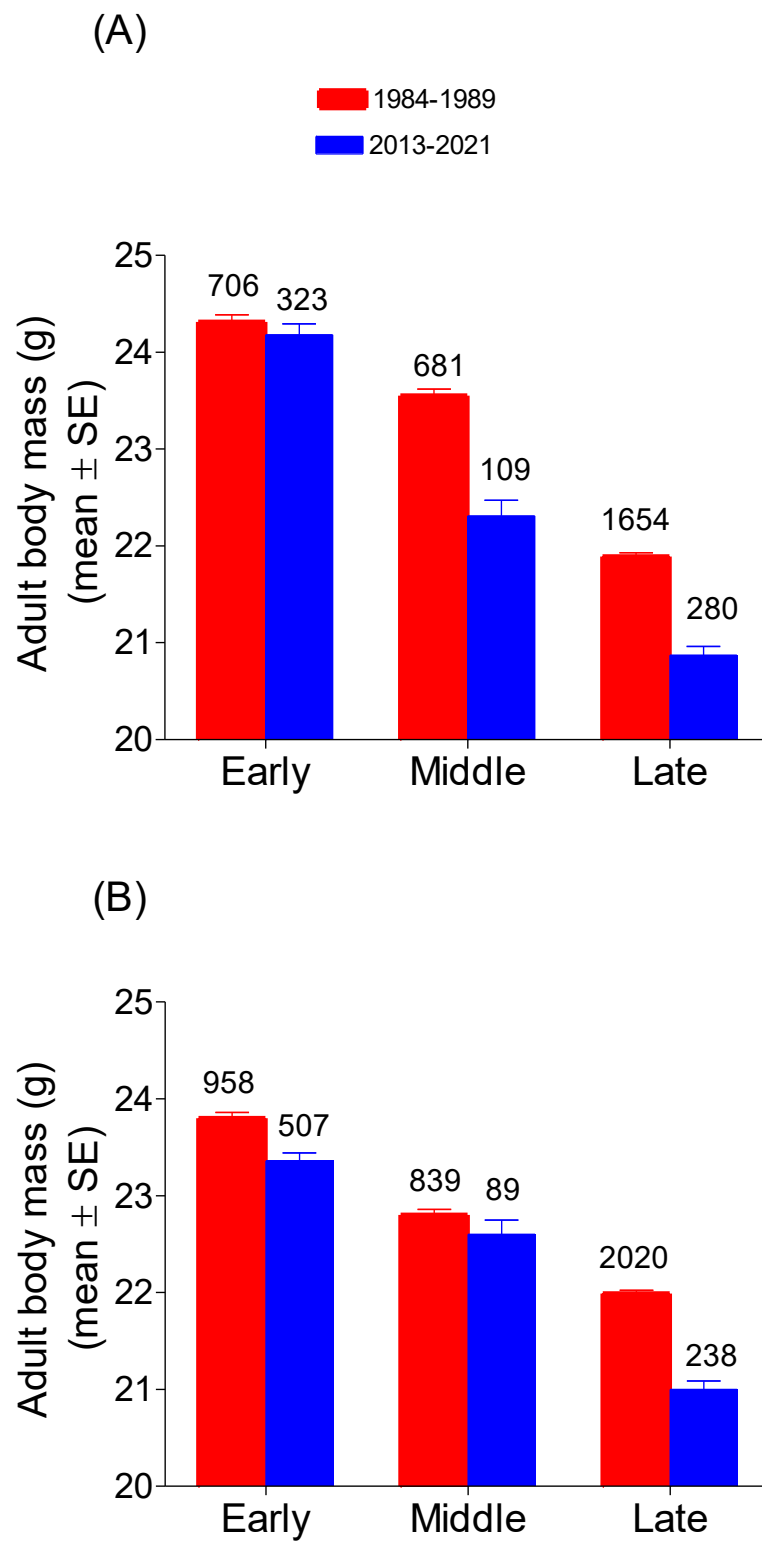 (A)
1984-1989
2013-2021
Adult body mass (g)
(mean ± SE)
25
24
23
22
21
20
706
323
681
109
1654
280
Early
Middle
Late
(B)
Adult body mass (g)
(mean ± SE)
25
24
23
22
21
20
958
507
839
89
2020
238
Early
Middle
Late